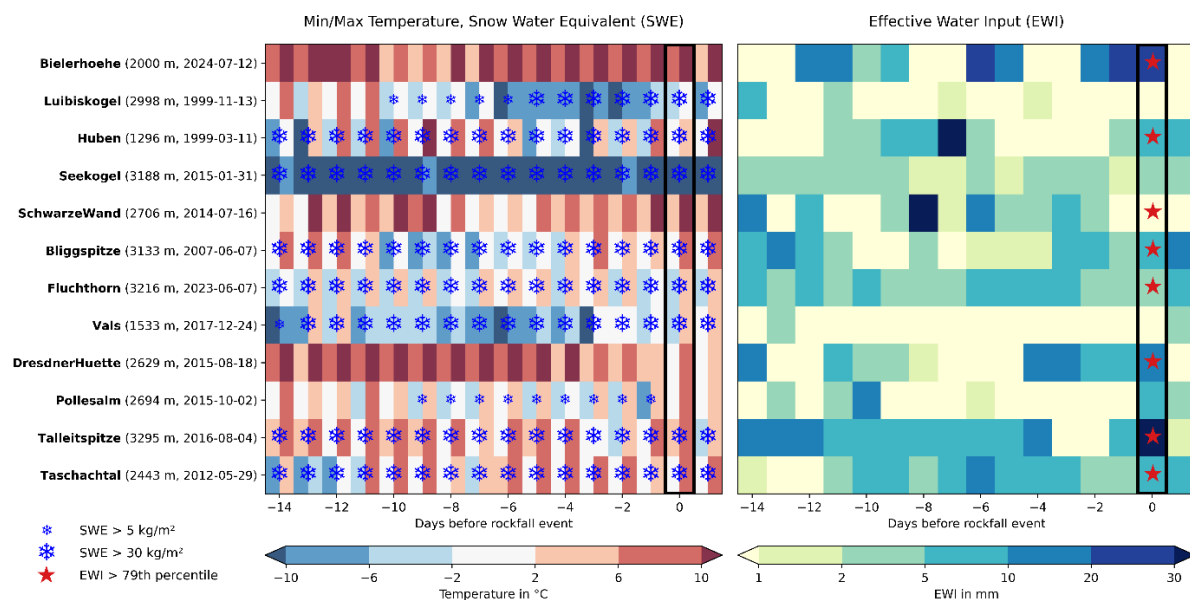 Min/Max Temperature, Snow Water Equivalent (SWE)
Effective Water Input (EWI)
Bielerhoehe (2000 m, 2024-07-12)
Luibiskogel (2998 m, 1999-11-13)
Huben (1296 m, 1999-03-11)
Seekogel (3188 m, 2015-01-31)
SchwarzeWand (2706 m, 2014-07-16)
Bliggspitze (3133 m, 2007-06-07)
Fluchthorn (3216 m, 2023-06-07)
Vals (1533 m, 2017-12-24)
DresdnerHuette (2629 m, 2015-08-18)
Pollesalm (2694 m, 2015-10-02)
Talleitspitze (3295 m, 2016-08-04)
Taschachtal (2443 m, 2012-05-29)
−14 −12 −10 −8 −6 −4 −2 0
Days before rockfall event
−14 −12 −10 −8 −6 −4 −2 0
Days before rockfall event
SWE > 5 kg/m²
SWE > 30 kg/m²
EWI > 79th percentile
−10 −6 −2 2 6 10
Temperature in °C
1 2 5 10 20 30
EWI in mm